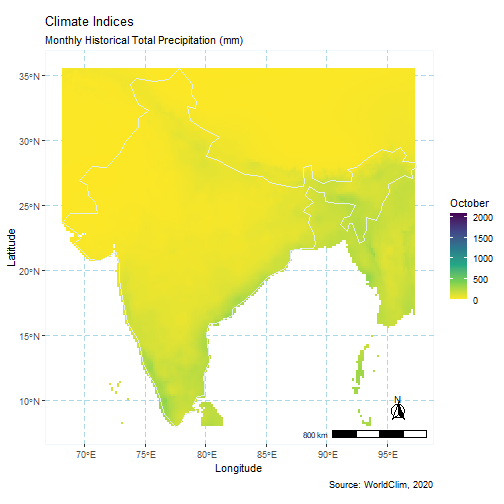 Climate Indices
Monthly Historical Total Precipitation (mm)
35°N
30°N
25°N
20°N
15°N
10°N
Latitude
October
2000
1500
1000
500
0
N
800 km
70°E
75°E
80°E
85°E
90°E
95°E
Longitude
Source: WorldClim, 2020